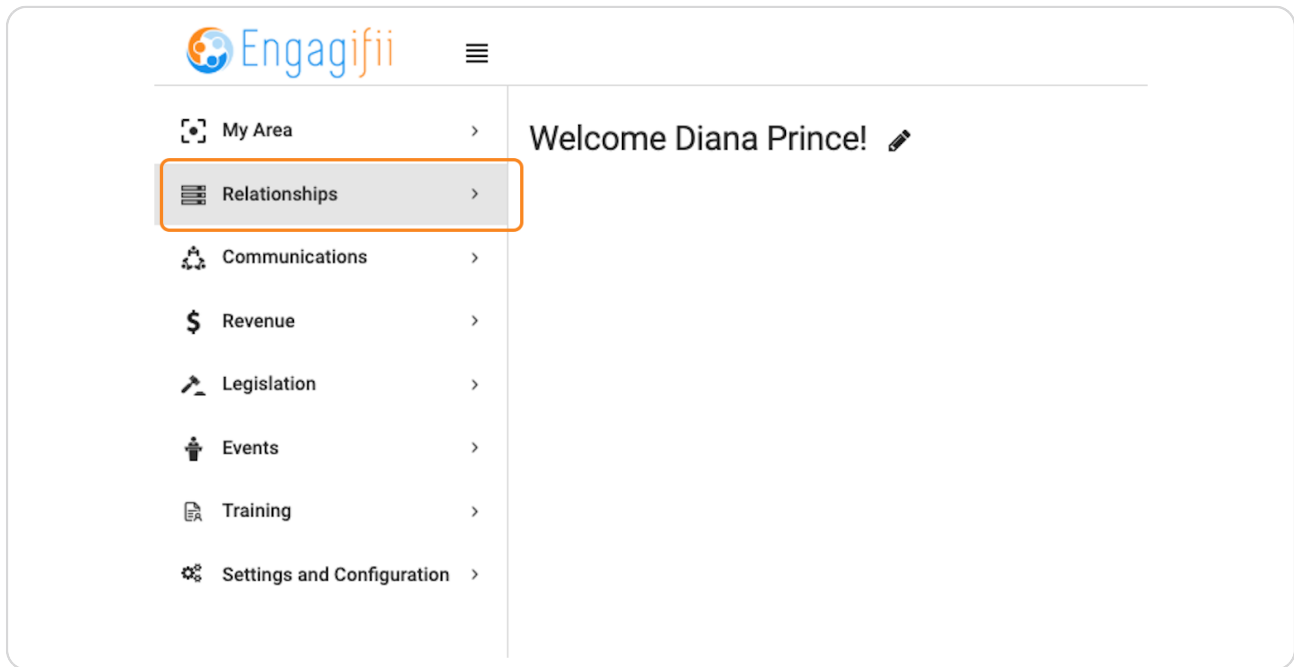 Engagifii
My Area
Welcome Diana Prince!
Relationships
Communications
Revenue
Legislation
Events
Training
Settings and Configuration